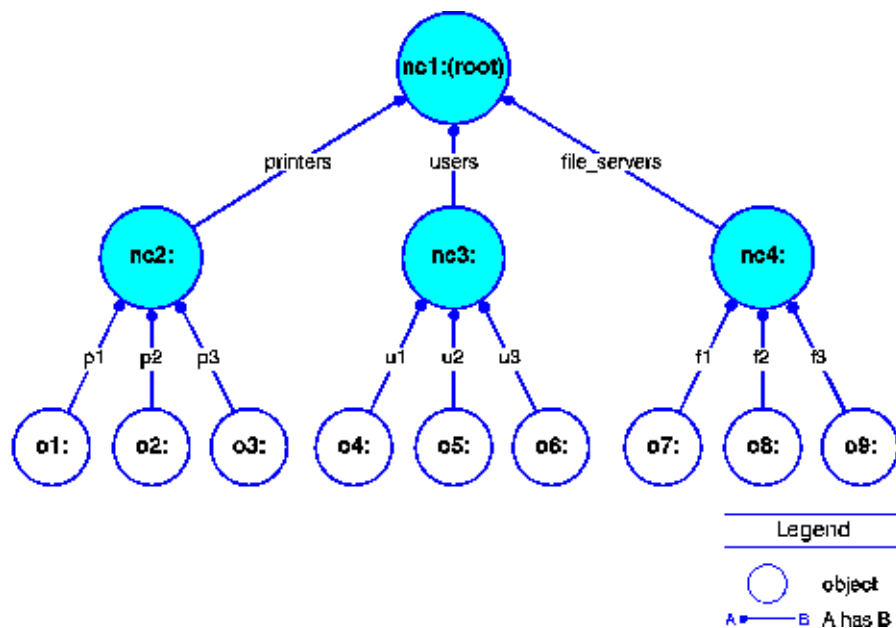 nc1:(root)
printers
users
file_servers
nc2:
nc3:
nc4:
p1
p2
p3
u1
u2
u3
f1
f2
f3
o1:
o2:
o3:
o4:
o5:
o6:
o7:
o8:
o9:
Legend
object
A B A has B